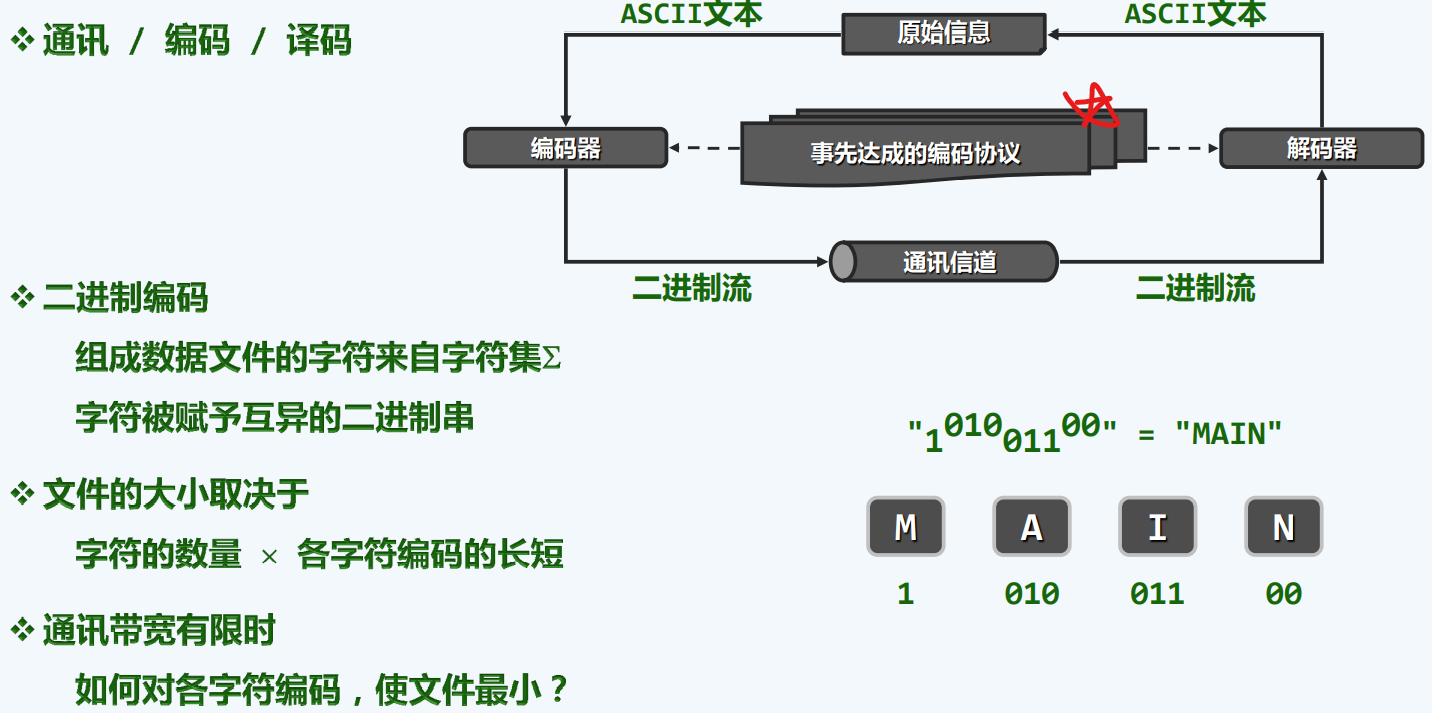 ❖ 通讯 / 编码 / 译码
ASCII文本
原始信息
ASCII文本
编码器
事先达成的编码协议
解码器
通讯信道
二进制流
二进制流
❖ 二进制编码
组成数据文件的字符来自字符集Σ
字符被赋予互异的二进制串
❖ 文件的大小取决于
字符的数量 × 各字符编码的长短
❖ 通讯带宽有限时
如何对各字符编码，使文件最小？
"101001100" = "MAIN"
M A I N
1 010 011 00